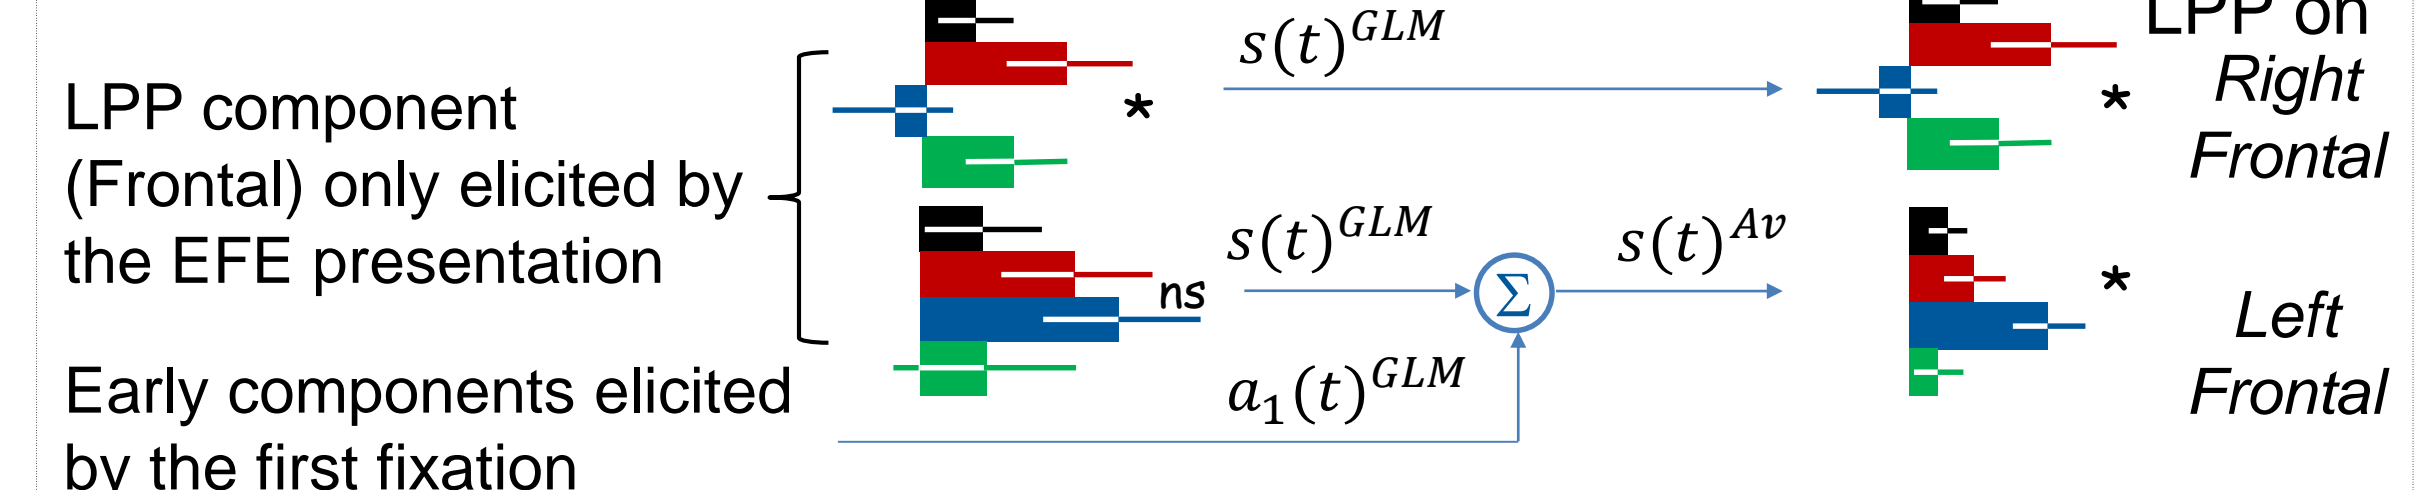 LPP component
(Frontal) only elicited by
the EFE presentation
Early components elicited
by the first fixation
*
ns
s(t)^{GLM}
s(t)^{GLM}
Σ
s(t)^{Av}
a_1(t)^{GLM}
*
*
LPP on
Right
Frontal
Left
Frontal